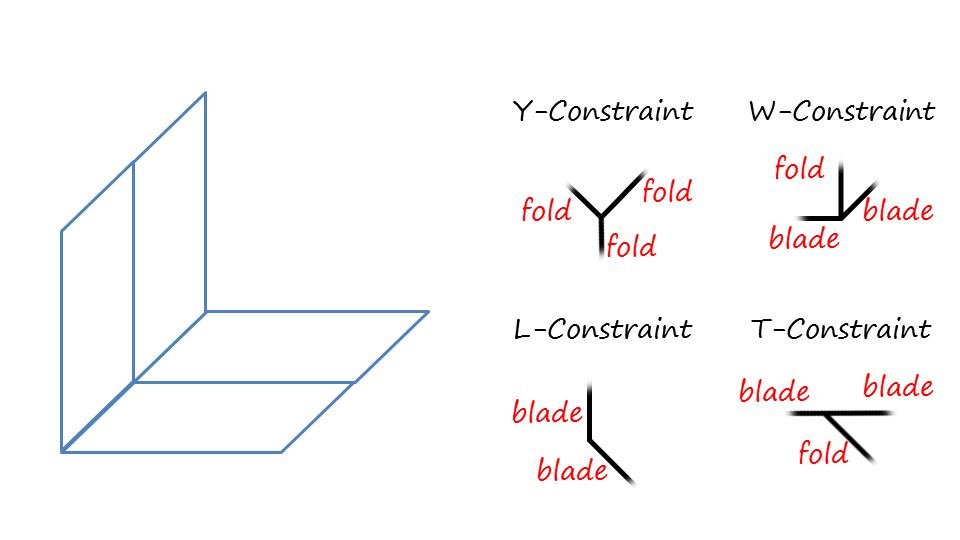 Y-Constraint
W-Constraint
fold
fold
fold
fold
blade
blade
L-Constraint
T-Constraint
blade
blade
blade
blade
fold